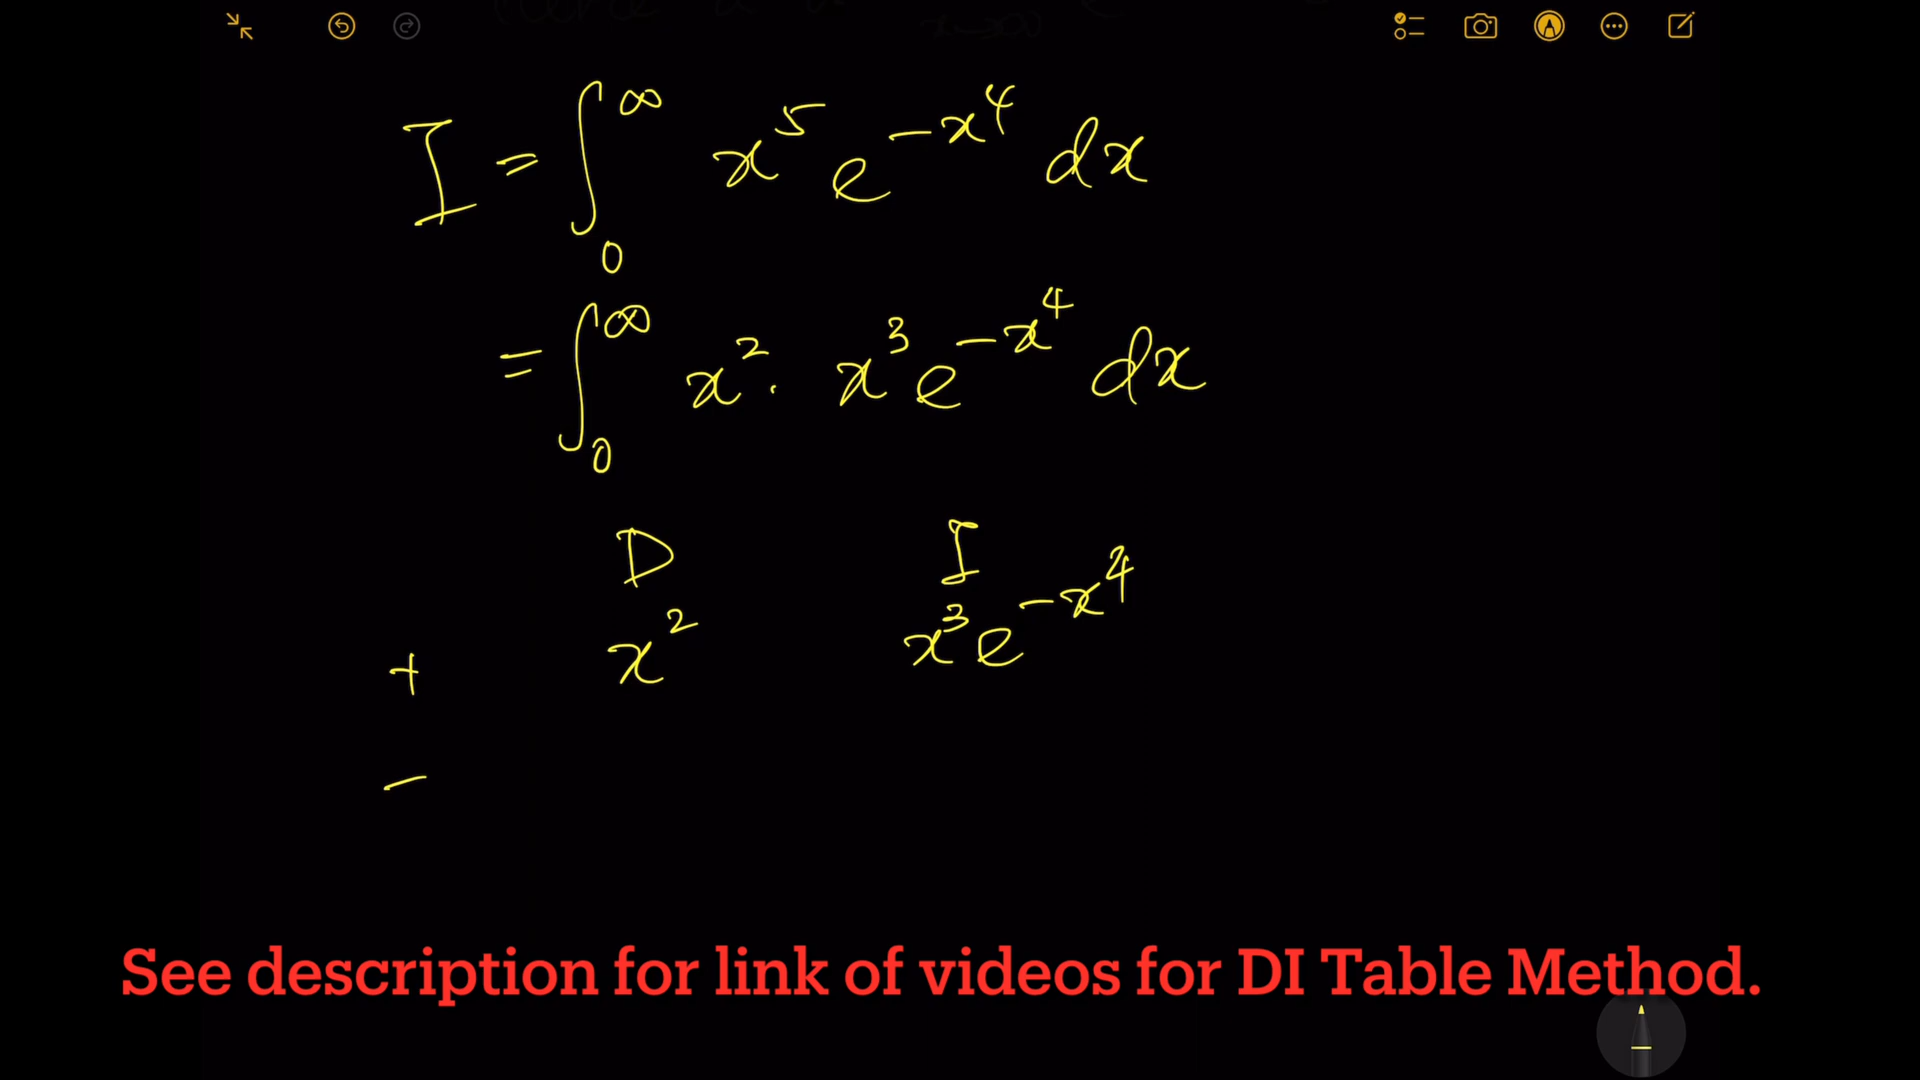 I = ∫₀^∞ x⁵ e^(-x⁴) dx
= ∫₀^∞ x² · x³ e^(-x⁴) dx
D I
+ x² x³ e^(-x⁴)
−
See description for link of videos for DI Table Method.